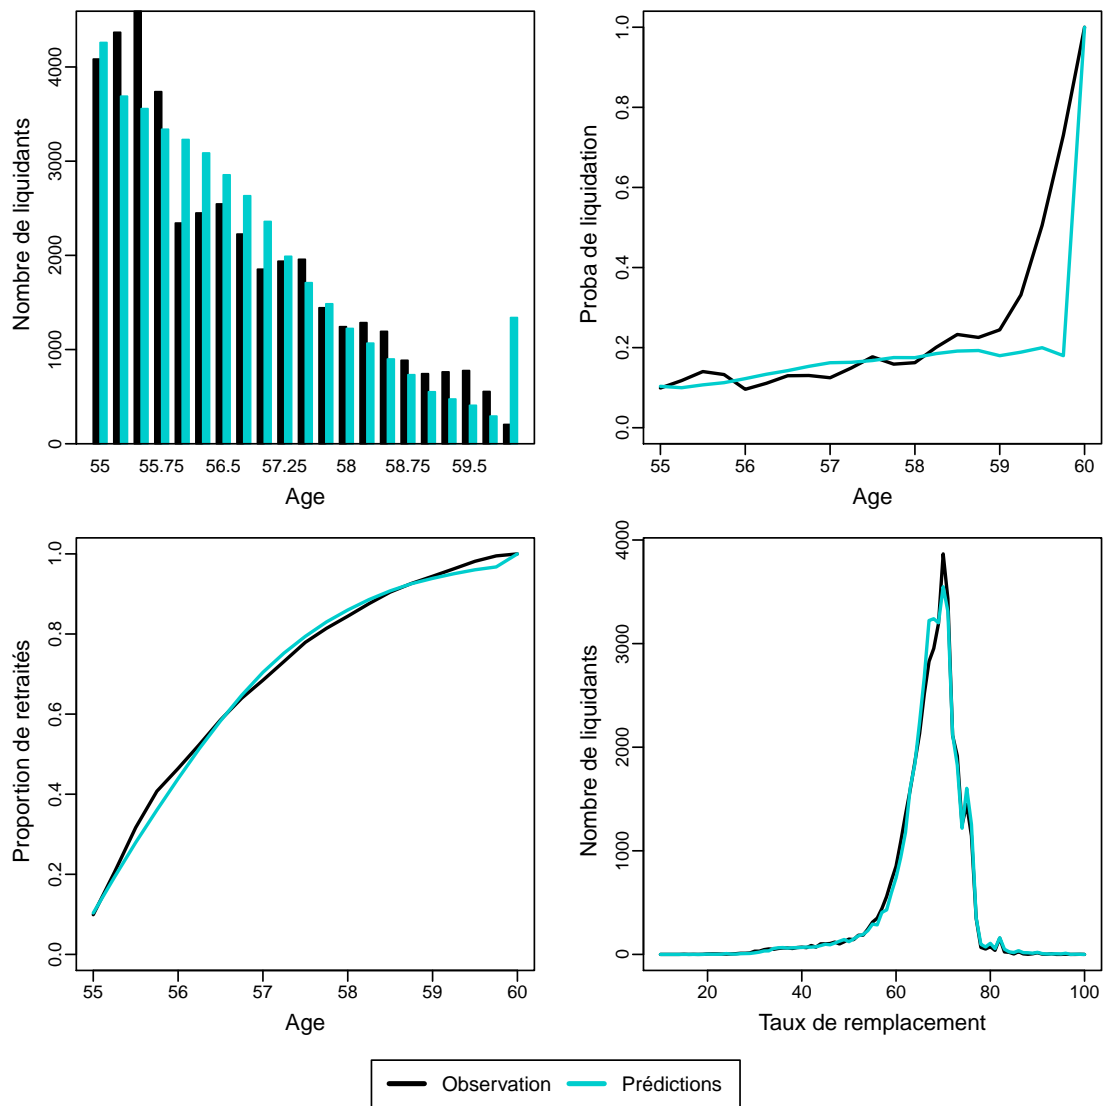 Nombre de liquidants
0 1000 2000 3000 4000
55 55.75 56.5 57.25 58 58.75 59.5
Age
Proba de liquidation
0.0 0.2 0.4 0.6 0.8 1.0
55 56 57 58 59 60
Age
Proportion de retraités
0.0 0.2 0.4 0.6 0.8 1.0
55 56 57 58 59 60
Age
Nombre de liquidants
0 1000 2000 3000 4000
20 40 60 80 100
Taux de remplacement
Observation Prédictions